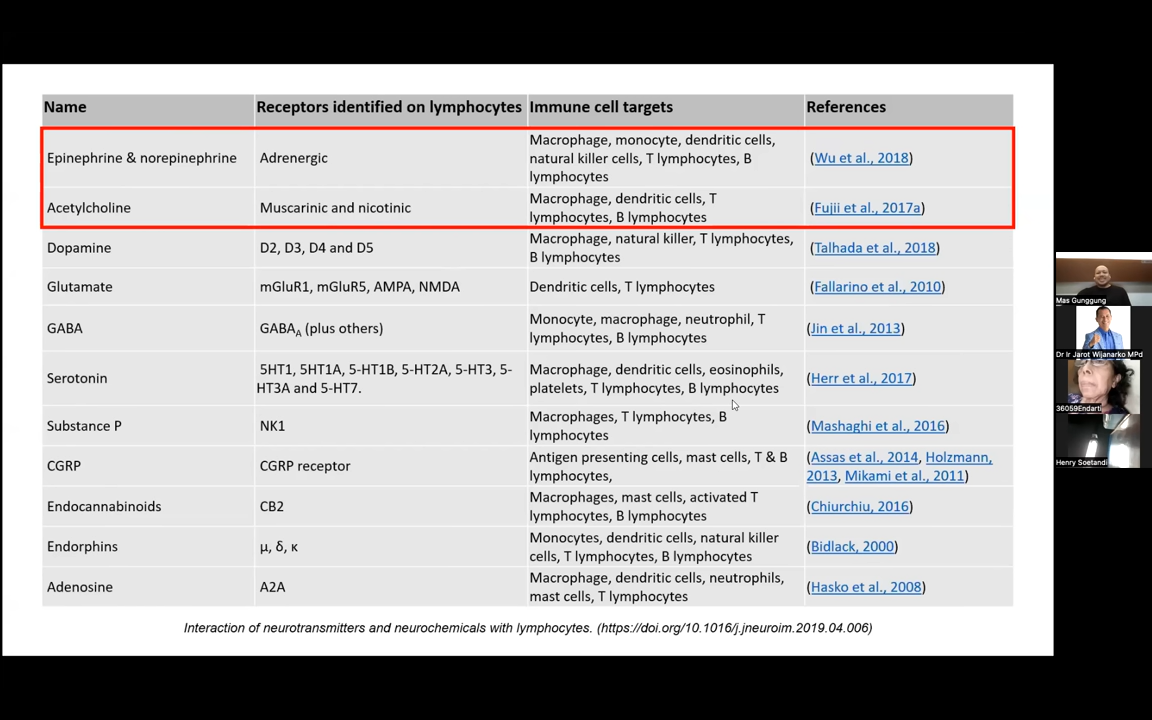 Name Receptors identified on lymphocytes Immune cell targets References
Epinephrine & norepinephrine Adrenergic Macrophage, monocyte, dendritic cells,
natural killer cells, T lymphocytes, B
lymphocytes (Wu et al., 2018)
Acetylcholine Muscarinic and nicotinic Macrophage, dendritic cells, T
lymphocytes, B lymphocytes (Fujii et al., 2017a)
Dopamine D2, D3, D4 and D5 Macrophage, natural killer, T lymphocytes,
B lymphocytes (Talhada et al., 2018)
Glutamate mGluR1, mGluR5, AMPA, NMDA Dendritic cells, T lymphocytes (Fallarino et al., 2010)
GABA GABAA (plus others) Monocyte, macrophage, neutrophil, T
lymphocytes, B lymphocytes (Jin et al., 2013)
Serotonin 5HT1, 5HT1A, 5-HT1B, 5-HT2A, 5-HT3, 5-
HT3A and 5-HT7. Macrophage, dendritic cells, eosinophils,
platelets, T lymphocytes, B lymphocytes (Herr et al., 2017)
Substance P NK1 Macrophages, T lymphocytes, B
lymphocytes (Mashaghi et al., 2016)
CGRP CGRP receptor Antigen presenting cells, mast cells, T & B
lymphocytes, (Assas et al., 2014, Holzmann,
2013, Mikami et al., 2011)
Endocannabinoids CB2 Macrophages, mast cells, activated T
lymphocytes, B lymphocytes (Chiurchiu, 2016)
Endorphins μ, δ, κ Monocytes, dendritic cells, natural killer
cells, T lymphocytes, B lymphocytes (Bidlack, 2000)
Adenosine A2A Macrophage, dendritic cells, neutrophils,
mast cells, T lymphocytes (Hasko et al., 2008)
Interaction of neurotransmitters and neurochemicals with lymphocytes. (https://doi.org/10.1016/j.jneuroim.2019.04.006)
Mas Gunggung
Dr Ir Jarot Wijanarko MPd
36059Endarti
Henry Soetandi